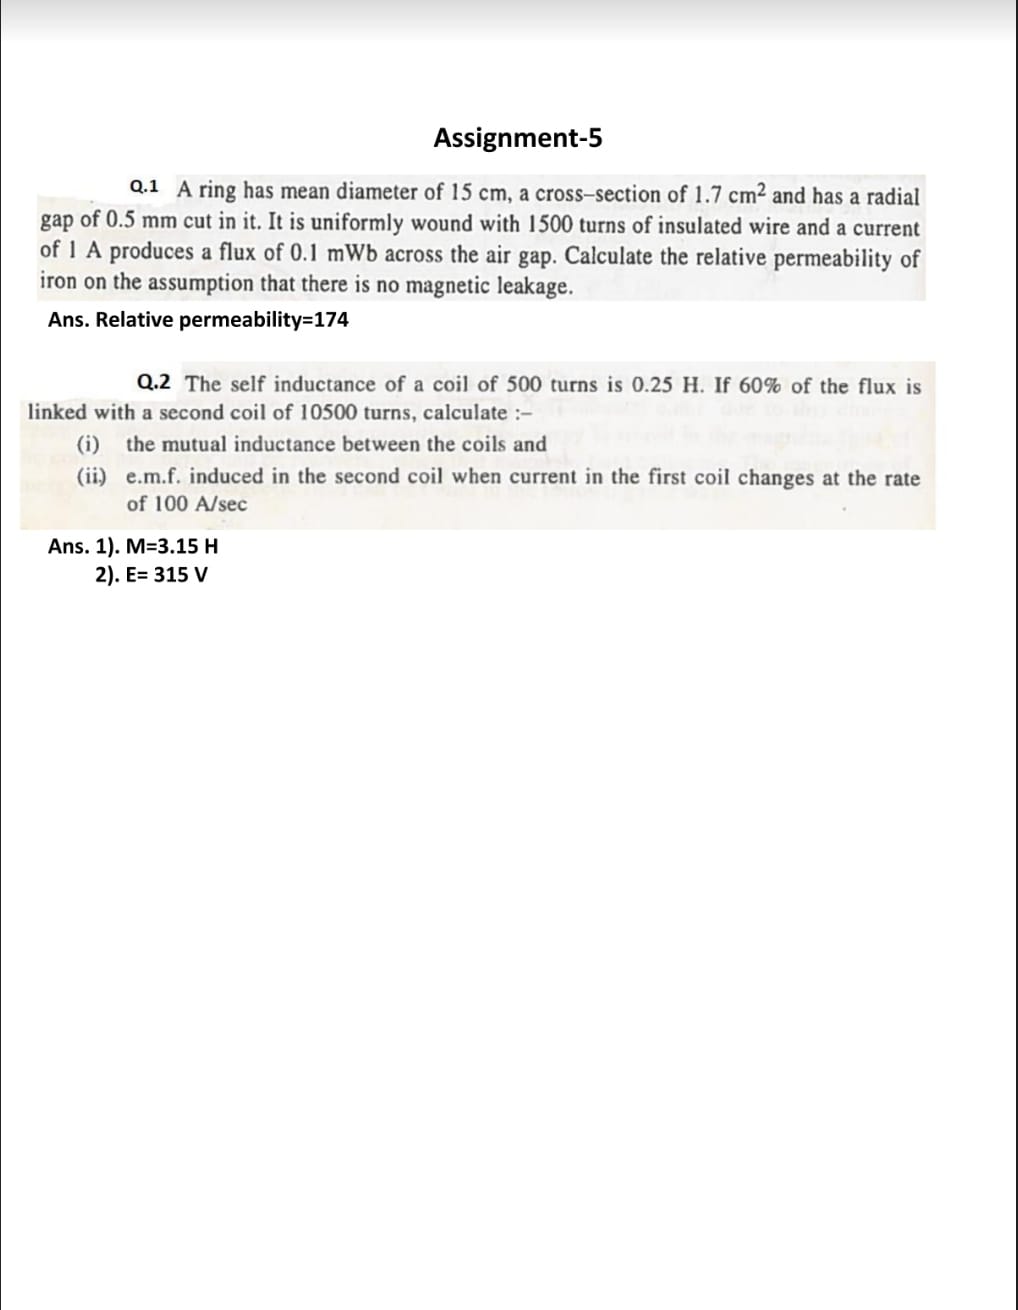 Assignment-5
Q.1 A ring has mean diameter of 15 cm, a cross–section of 1.7 cm² and has a radial
gap of 0.5 mm cut in it. It is uniformly wound with 1500 turns of insulated wire and a current
of 1 A produces a flux of 0.1 mWb across the air gap. Calculate the relative permeability of
iron on the assumption that there is no magnetic leakage.
Ans. Relative permeability=174
Q.2 The self inductance of a coil of 500 turns is 0.25 H. If 60% of the flux is
linked with a second coil of 10500 turns, calculate :–
(i) the mutual inductance between the coils and
(ii) e.m.f. induced in the second coil when current in the first coil changes at the rate
of 100 A/sec
Ans. 1). M=3.15 H
2). E= 315 V